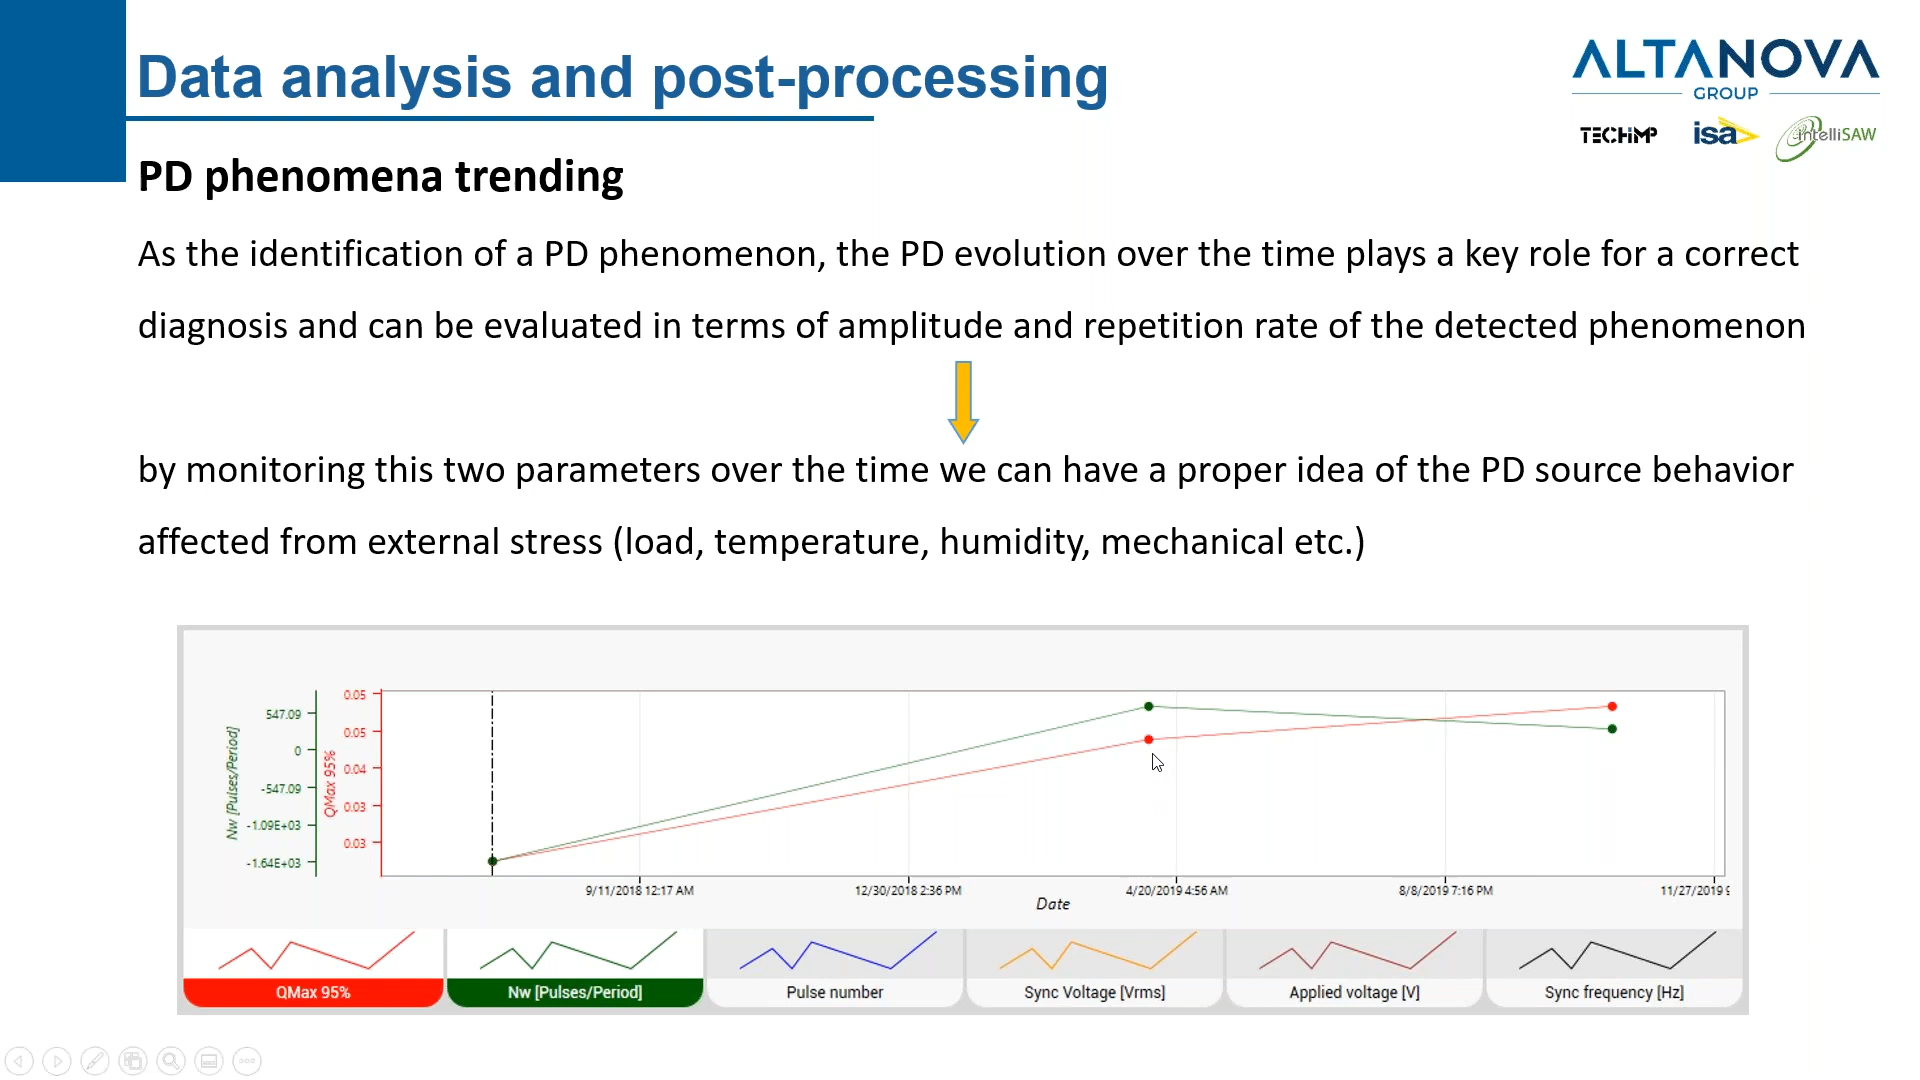 Data analysis and post-processing
ALTANOVA
GROUP
TECHIMP isa intelliSAW
PD phenomena trending
As the identification of a PD phenomenon, the PD evolution over the time plays a key role for a correct
diagnosis and can be evaluated in terms of amplitude and repetition rate of the detected phenomenon
by monitoring this two parameters over the time we can have a proper idea of the PD source behavior
affected from external stress (load, temperature, humidity, mechanical etc.)
Nw [Pulses/Period]
547.09
0
-547.09
-1.09E+03
-1.64E+03
QMax 95%
0.05
0.05
0.04
0.03
0.03
9/11/2018 12:17 AM 12/30/2018 2:36 PM 4/20/2019 4:56 AM 8/8/2019 7:16 PM 11/27/2019 9
Date
QMax 95% Nw [Pulses/Period] Pulse number Sync Voltage [Vrms] Applied voltage [V] Sync frequency [Hz]